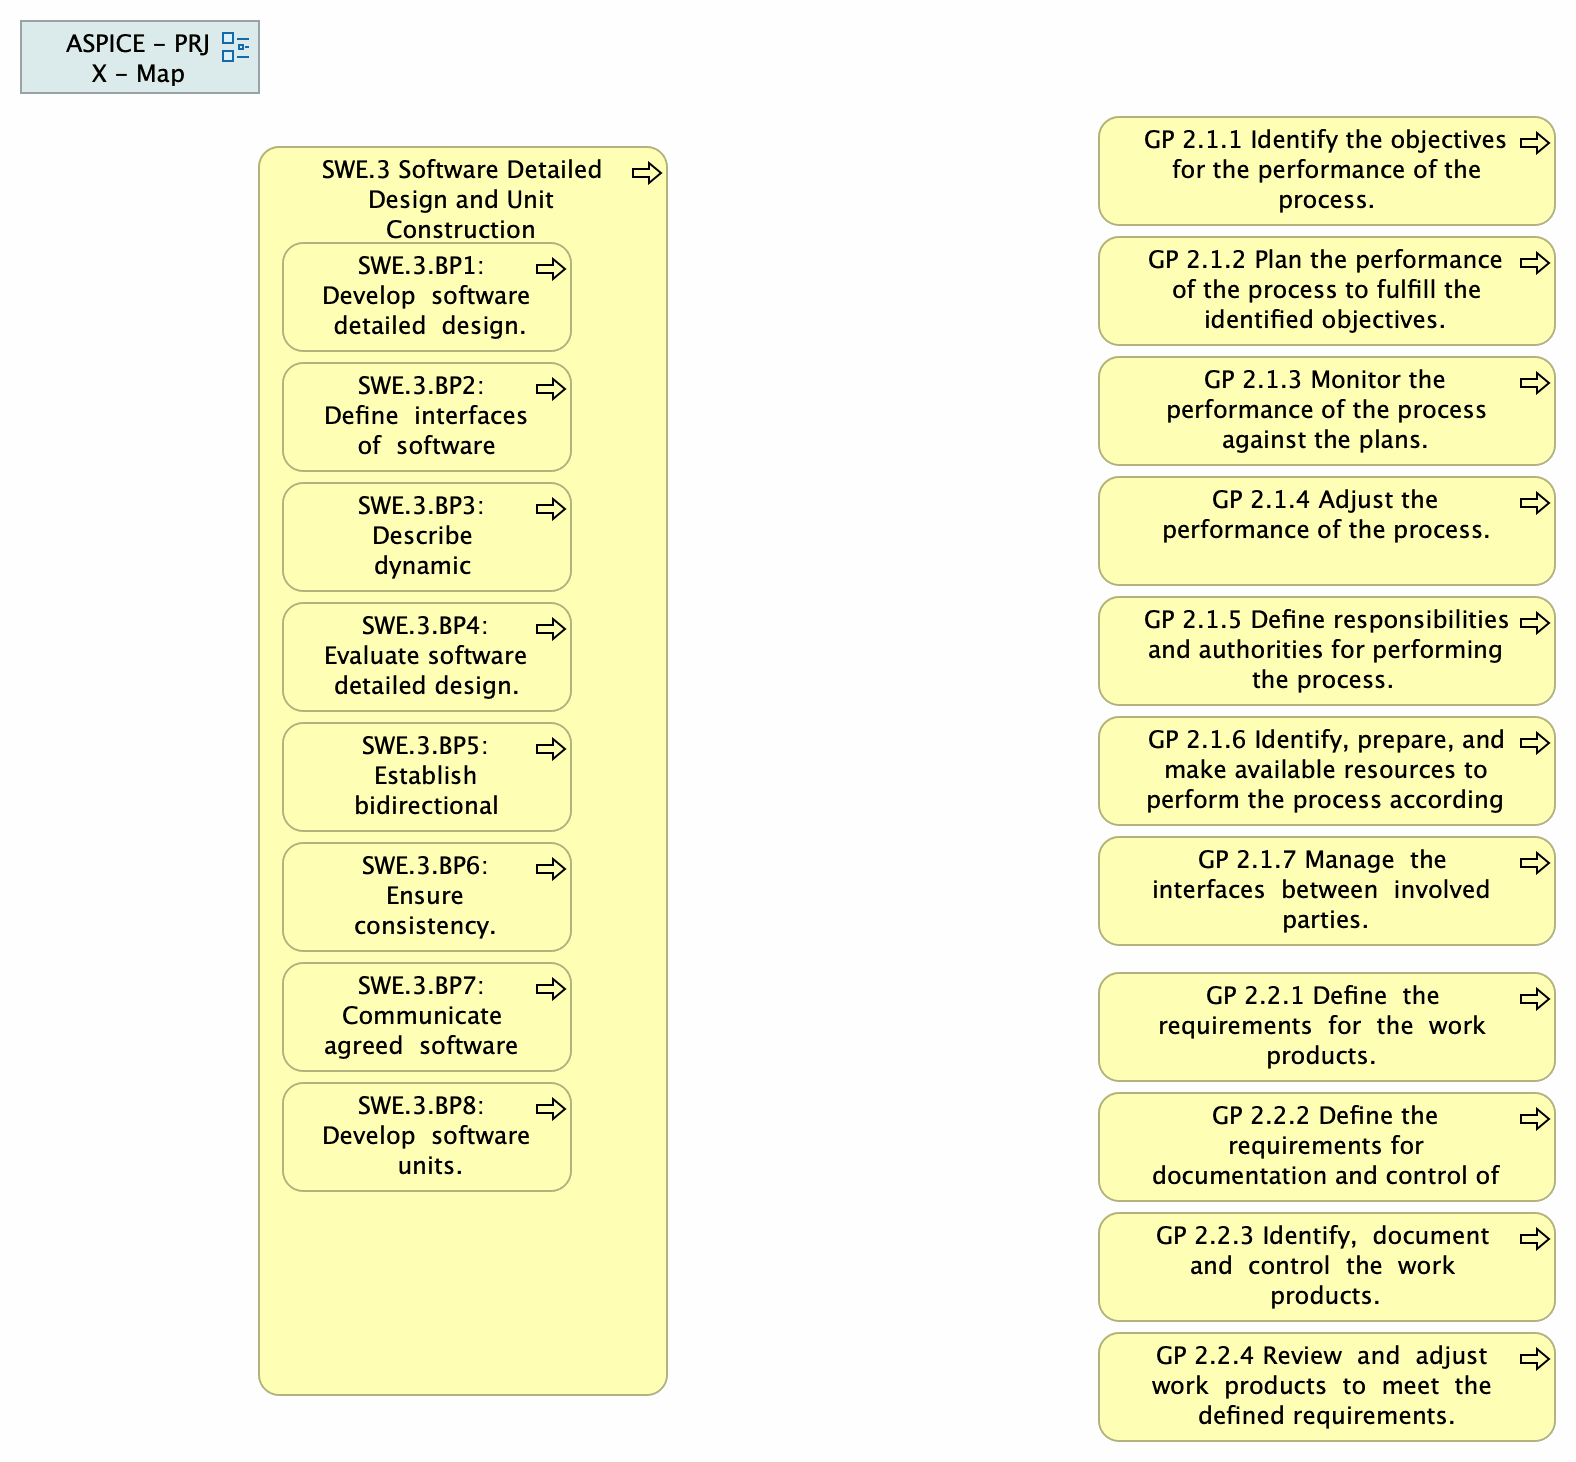 ASPICE – PRJ
X – Map
SWE.3 Software Detailed
Design and Unit
Construction
SWE.3.BP1:
Develop  software
detailed  design.
SWE.3.BP2:
Define  interfaces
of  software
SWE.3.BP3:
Describe
dynamic
SWE.3.BP4:
Evaluate software
detailed design.
SWE.3.BP5:
Establish
bidirectional
SWE.3.BP6:
Ensure
consistency.
SWE.3.BP7:
Communicate
agreed  software
SWE.3.BP8:
Develop  software
units.
GP 2.1.1 Identify the objectives
for the performance of the
process.
GP 2.1.2 Plan the performance
of the process to fulfill the
identified objectives.
GP 2.1.3 Monitor the
performance of the process
against the plans.
GP 2.1.4 Adjust the
performance of the process.
GP 2.1.5 Define responsibilities
and authorities for performing
the process.
GP 2.1.6 Identify, prepare, and
make available resources to
perform the process according
GP 2.1.7 Manage  the
interfaces  between  involved
parties.
GP 2.2.1 Define  the
requirements  for  the  work
products.
GP 2.2.2 Define the
requirements for
documentation and control of
GP 2.2.3 Identify,  document
and  control  the  work
products.
GP 2.2.4 Review  and  adjust
work  products  to  meet  the
defined requirements.